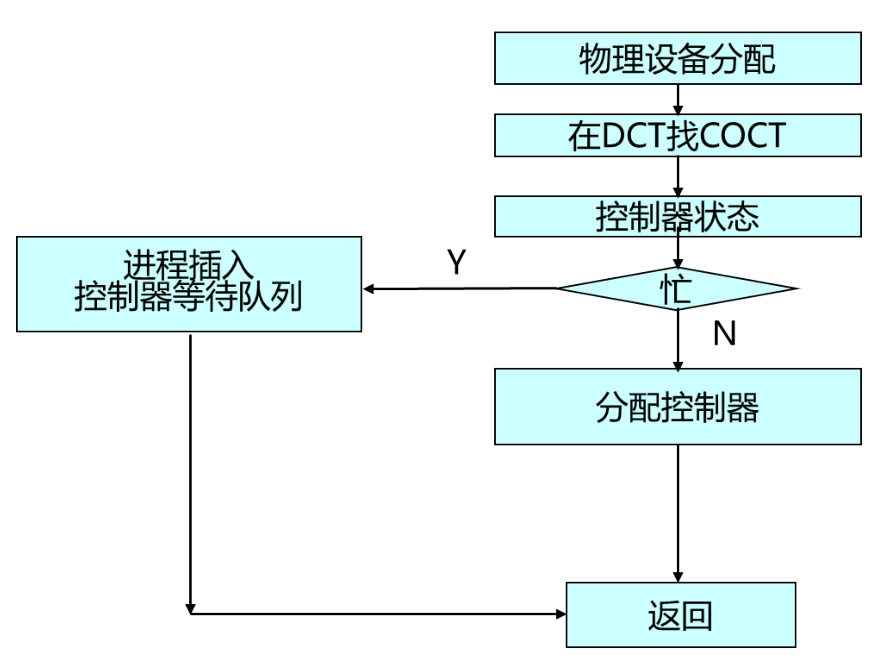 物理设备分配
在DCT找COCT
控制器状态
进程插入
控制器等待队列
Y
忙
N
分配控制器
返回